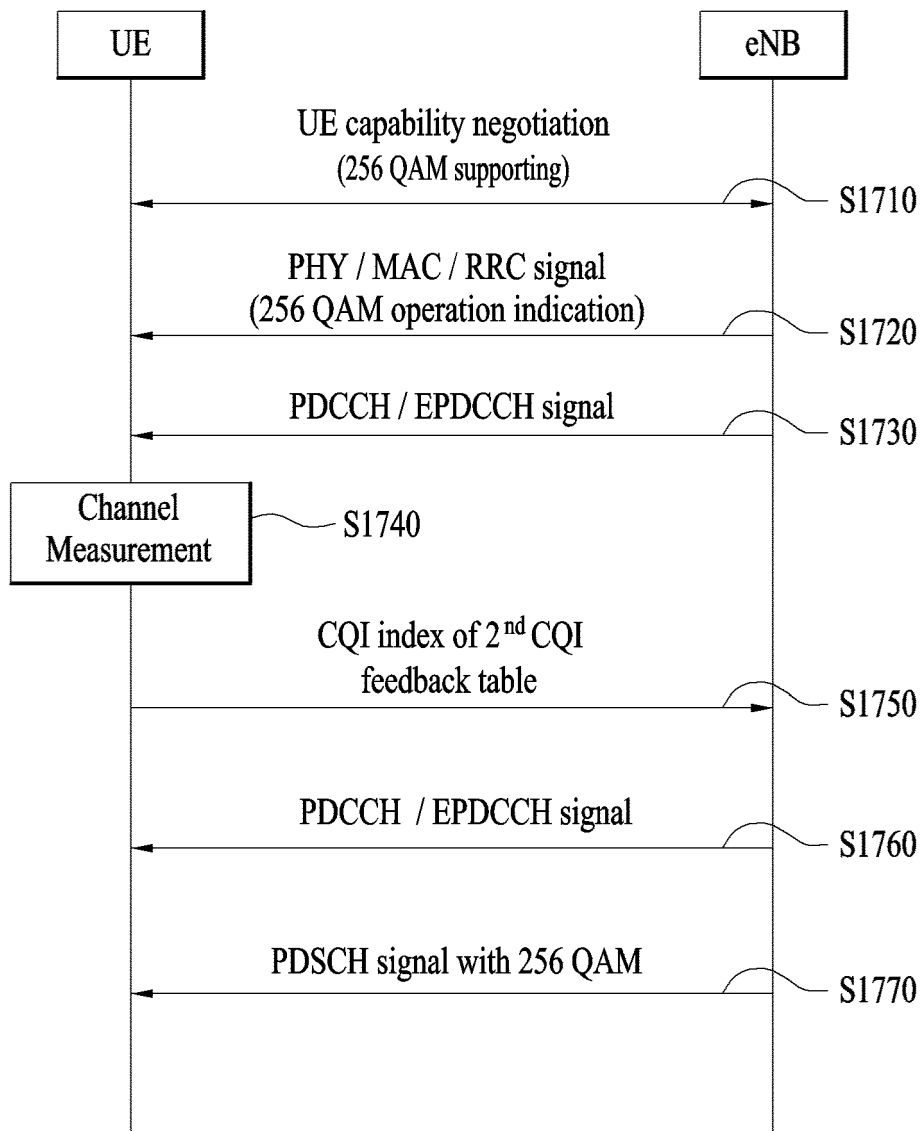 UE
eNB
UE capability negotiation
(256 QAM supporting)
S1710
PHY / MAC / RRC signal
(256 QAM operation indication)
S1720
PDCCH / EPDCCH signal
S1730
Channel
Measurement
S1740
CQI index of 2nd CQI
feedback table
S1750
PDCCH / EPDCCH signal
S1760
PDSCH signal with 256 QAM
S1770